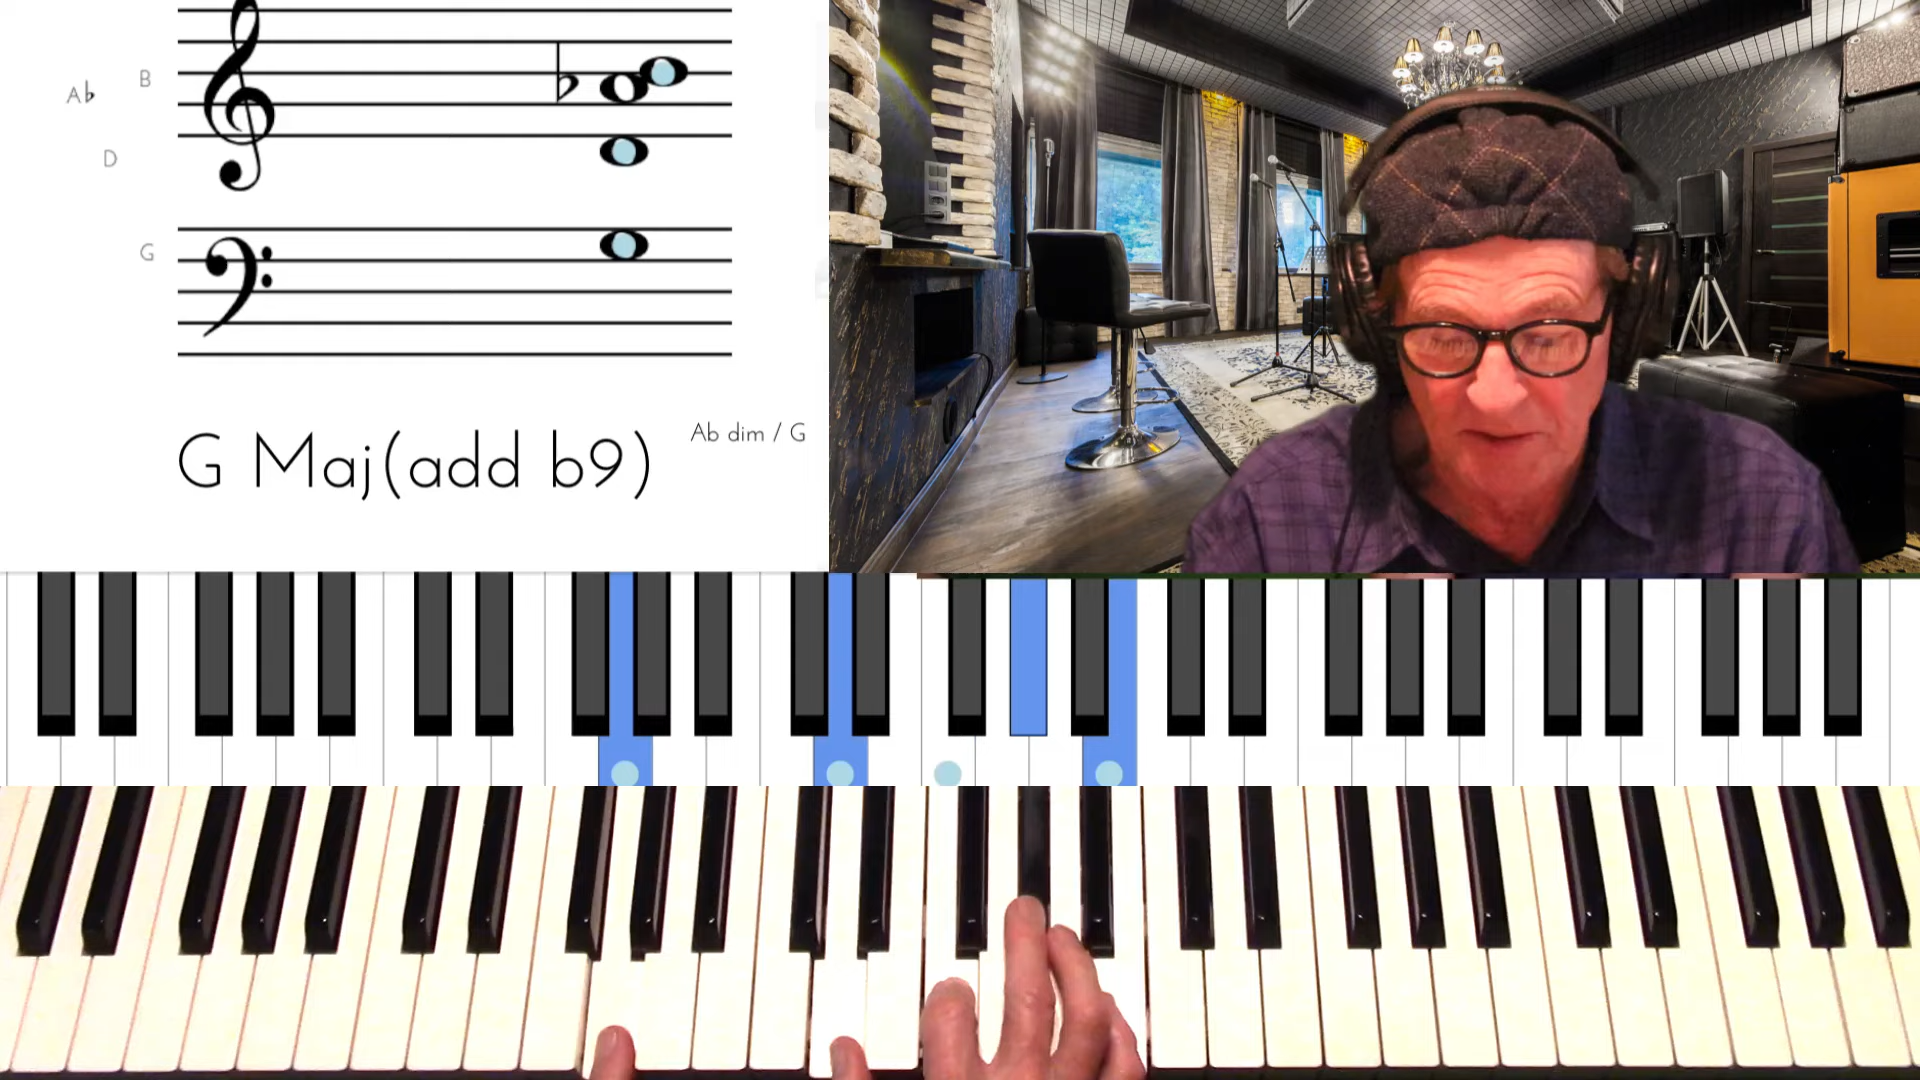 B
A♭
D
G
G Maj(add b9)
Ab dim / G